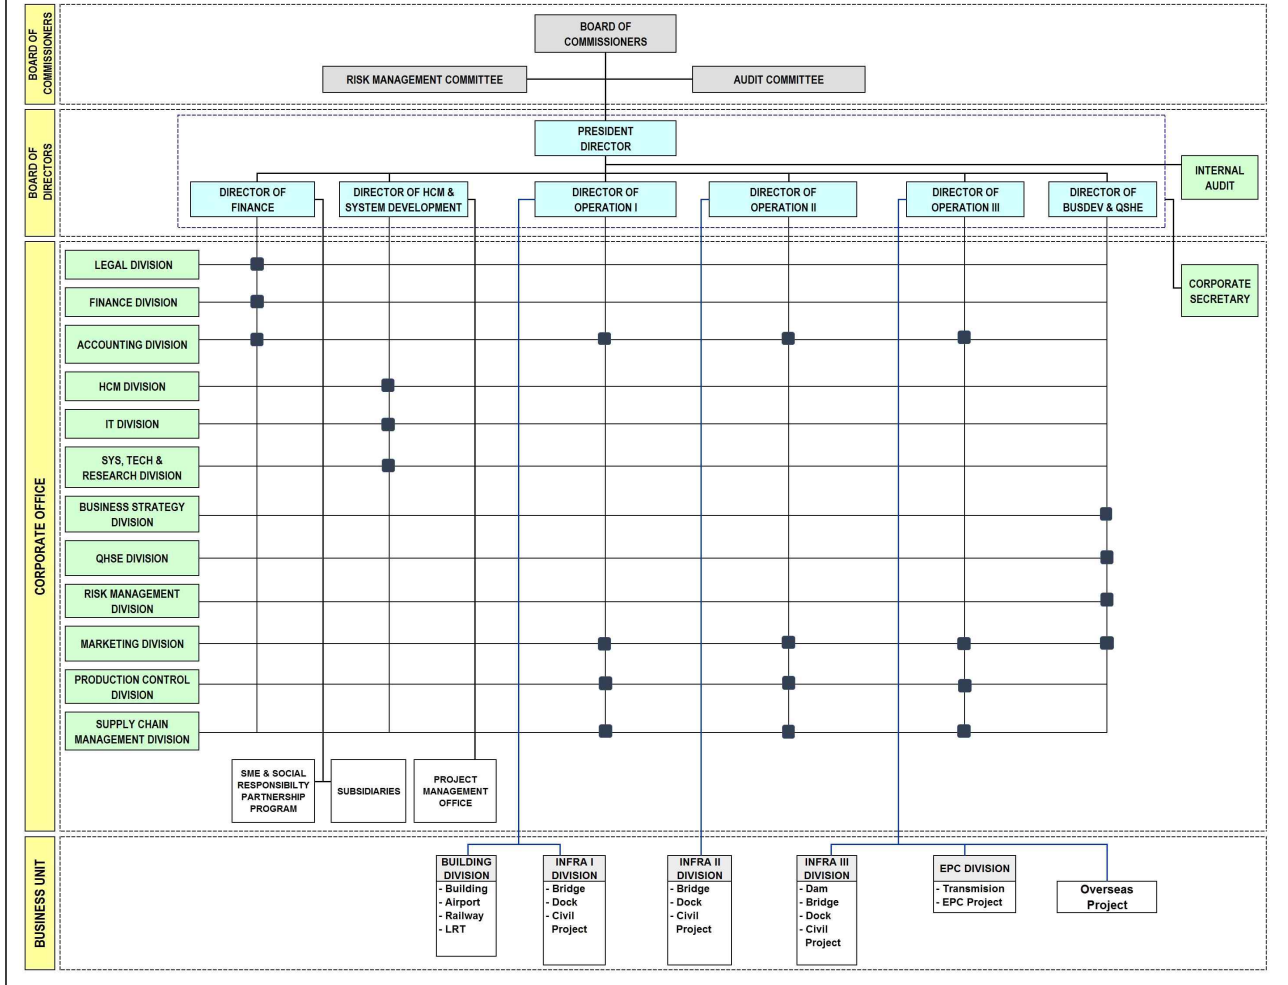 BOARD OF
COMMISSIONERS
BOARD OF
COMMISSIONERS
RISK MANAGEMENT COMMITTEE
AUDIT COMMITTEE
BOARD OF
DIRECTORS
PRESIDENT
DIRECTOR
INTERNAL
AUDIT
DIRECTOR OF
FINANCE
DIRECTOR OF HCM &
SYSTEM DEVELOPMENT
DIRECTOR OF
OPERATION I
DIRECTOR OF
OPERATION II
DIRECTOR OF
OPERATION III
DIRECTOR OF
BUSDEV & QSHE
CORPORATE
SECRETARY
CORPORATE OFFICE
LEGAL DIVISION
FINANCE DIVISION
ACCOUNTING DIVISION
HCM DIVISION
IT DIVISION
SYS, TECH &
RESEARCH DIVISION
BUSINESS STRATEGY
DIVISION
QHSE DIVISION
RISK MANAGEMENT
DIVISION
MARKETING DIVISION
PRODUCTION CONTROL
DIVISION
SUPPLY CHAIN
MANAGEMENT DIVISION
SME & SOCIAL
RESPONSIBILTY
PARTNERSHIP
PROGRAM
SUBSIDIARIES
PROJECT
MANAGEMENT
OFFICE
BUSINESS UNIT
BUILDING
DIVISION
- Building
- Airport
- Railway
- LRT
INFRA I
DIVISION
- Bridge
- Dock
- Civil
Project
INFRA II
DIVISION
- Bridge
- Dock
- Civil
Project
INFRA III
DIVISION
- Dam
- Bridge
- Dock
- Civil
Project
EPC DIVISION
- Transmision
- EPC Project
Overseas
Project